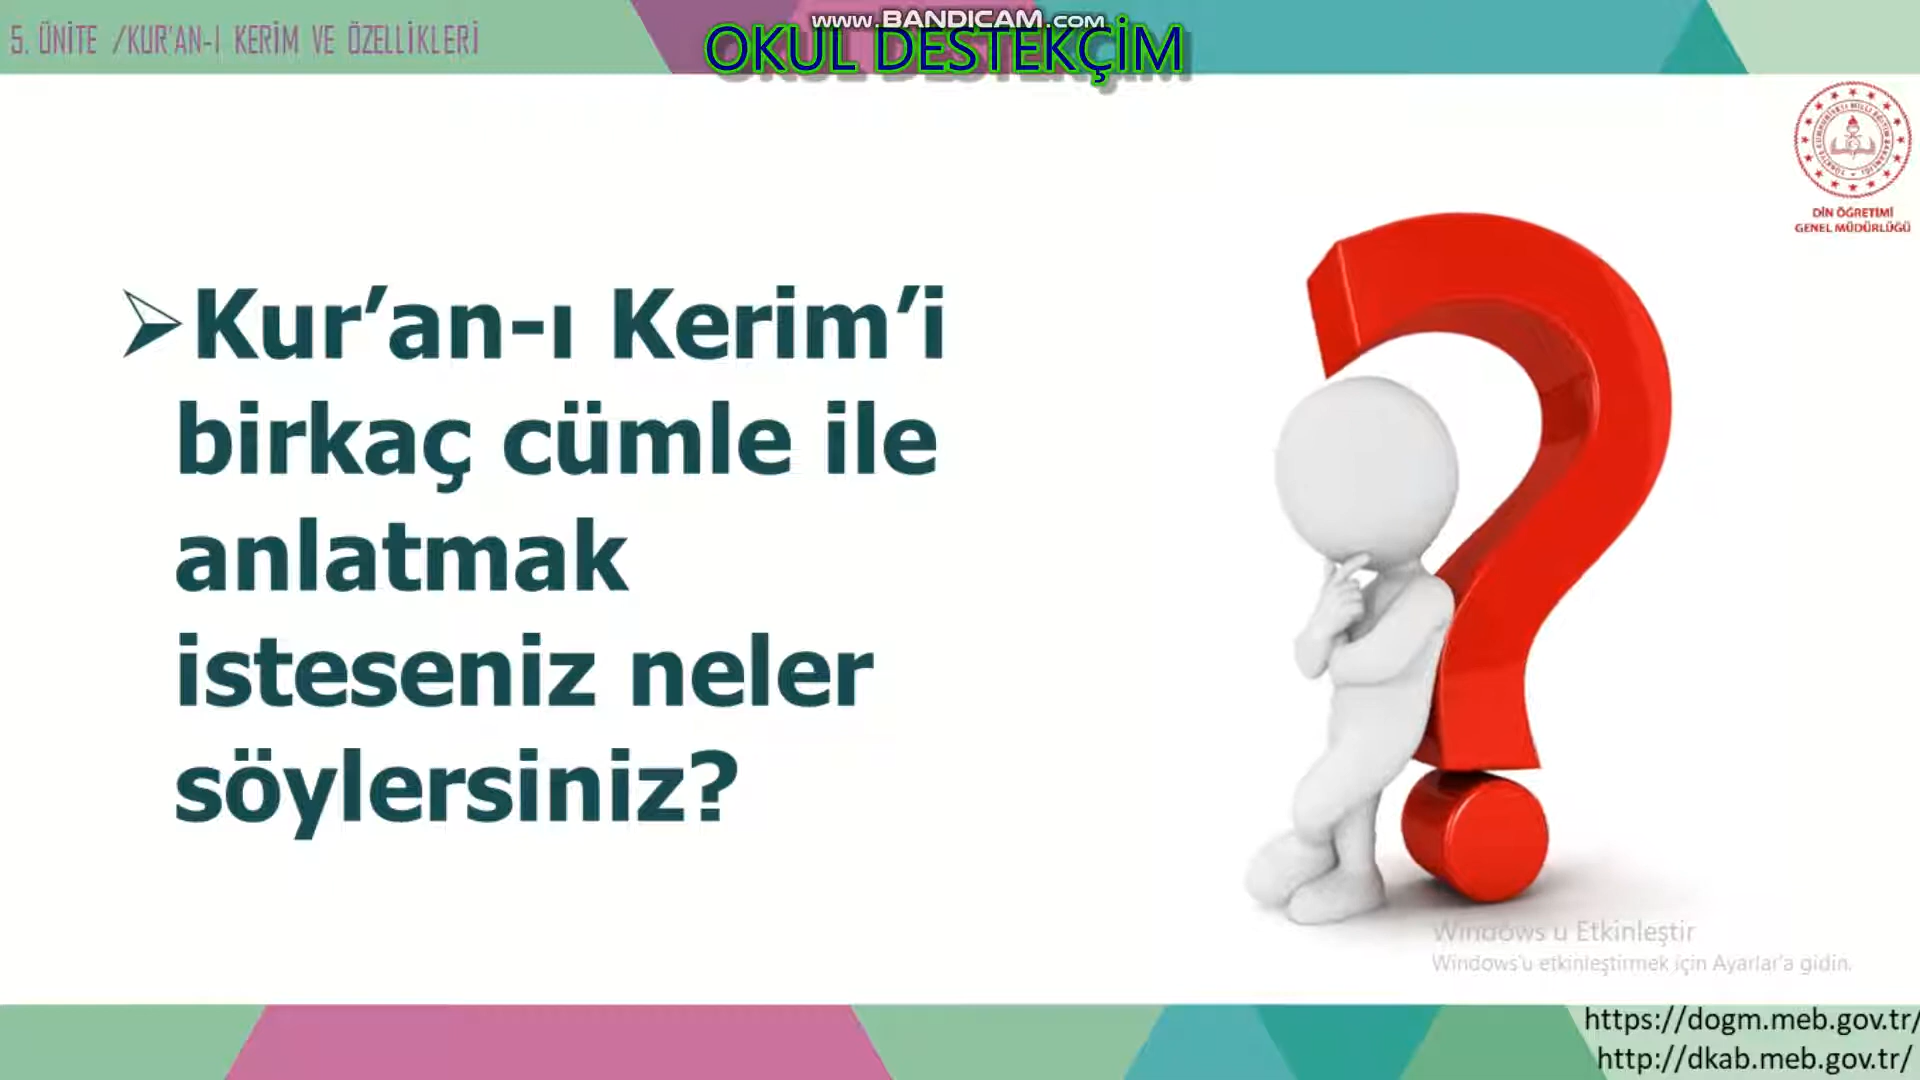 5. ÜNİTE /KUR'AN-I KERİM VE ÖZELLİKLERİ
www.BANDICAM.COM
OKUL DESTEKÇİM
DİN ÖĞRETİMİ
GENEL MÜDÜRLÜĞÜ
➢Kur’an-ı Kerim’i
birkaç cümle ile
anlatmak
isteseniz neler
söylersiniz?
Windows'u Etkinleştir
Windows'u etkinleştirmek için Ayarlar'a gidin.
https://dogm.meb.gov.tr/
http://dkab.meb.gov.tr/